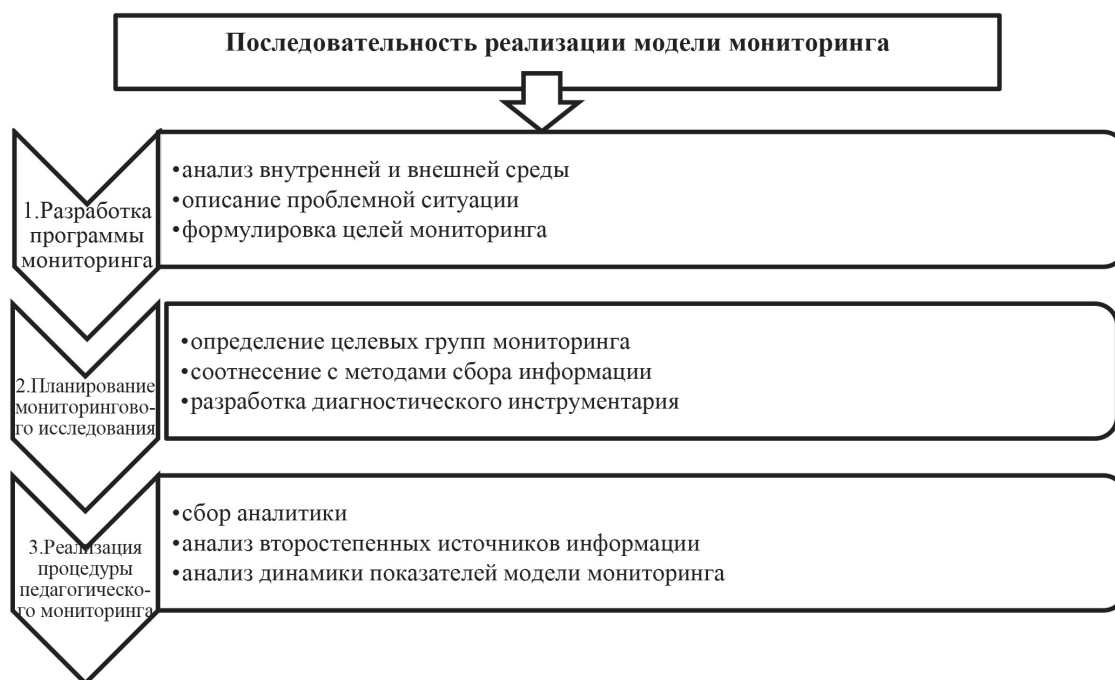 Последовательность реализации модели мониторинга
1.Разработка
программы
мониторинга
•анализ внутренней и внешней среды
•описание проблемной ситуации
•формулировка целей мониторинга
2.Планирование
мониторингово-
го исследования
•определение целевых групп мониторинга
•соотнесение с методами сбора информации
•разработка диагностического инструментария
3.Реализация
процедуры
педагогическо-
го мониторинга
•сбор аналитики
•анализ второстепенных источников информации
•анализ динамики показателей модели мониторинга